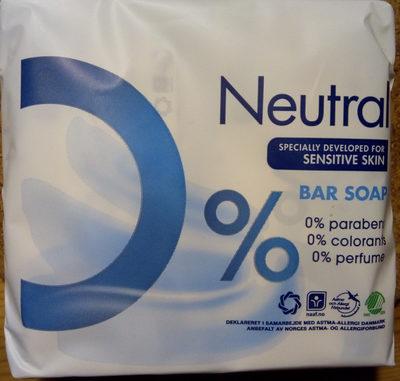 Neutral
SPECIALLY DEVELOPED FOR
SENSITIVE SKIN
BAR SOAP
0%
0% paraben
0% colorants
0% perfume
naaf.no
DEKLARERET I SAMARBEJDE MED ASTMA-ALLERGI DANMARK
ANBEFALT AV NORGES ASTMA- OG ALLERGIFORBUND